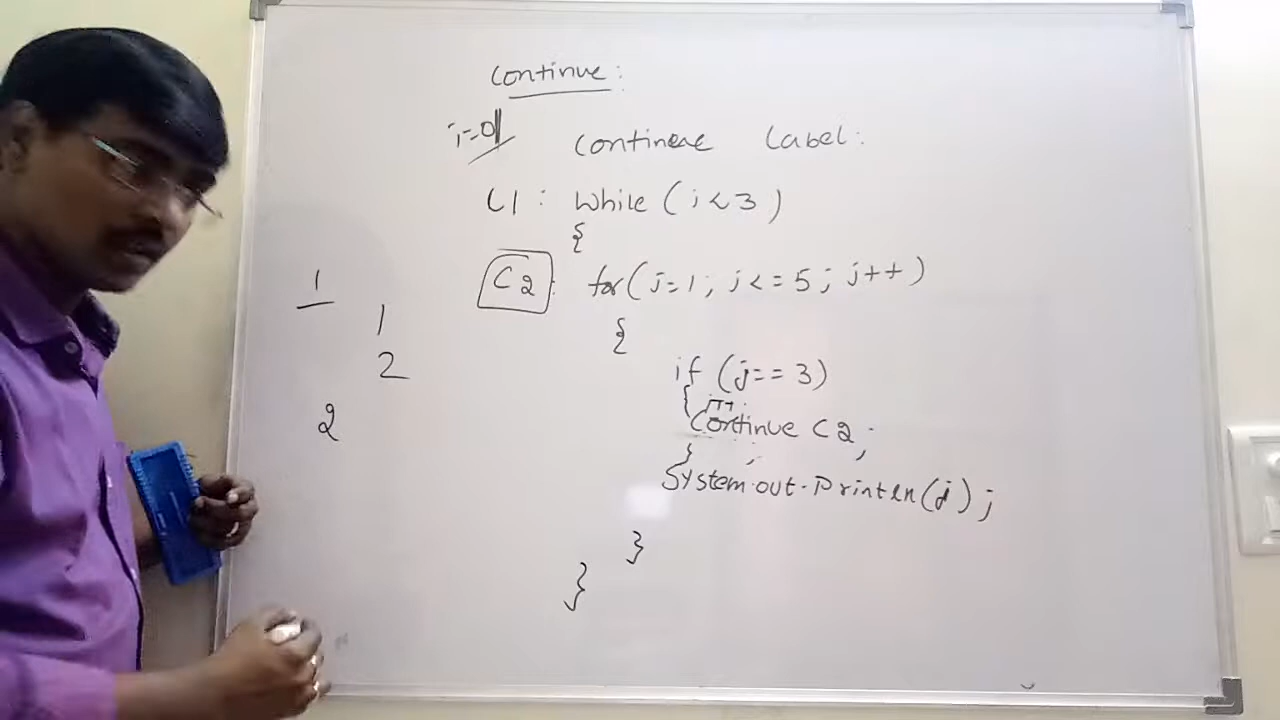 Continue:
i=01
Continue Label:
C1: while (i<3)
{
C2: for(j=1; j<=5; j++)
{
if (j==3)
{
Continue C2;
}
System.out.println(j);
}
}
1
1
2
2